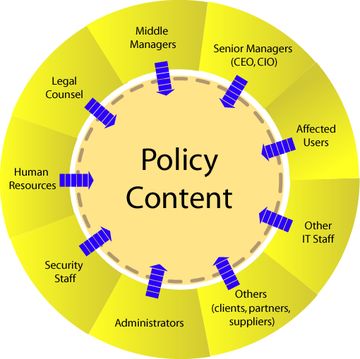 Middle
Managers
Senior Managers
(CEO, CIO)
Affected
Users
Other
IT Staff
Others
(clients, partners,
suppliers)
Administrators
Security
Staff
Human
Resources
Legal
Counsel
Policy
Content